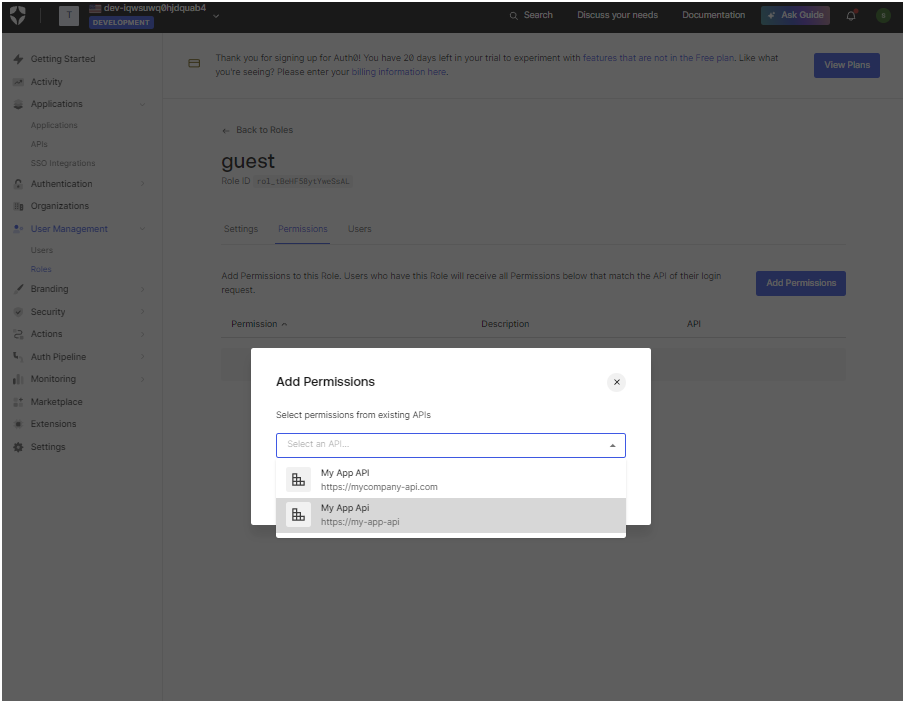 dev-iqwsuwq0hjdquab4
T
DEVELOPMENT
Search
Discuss your needs
Documentation
Ask Guide
Getting Started
Activity
Applications
Applications
APIs
SSO Integrations
Authentication
Organizations
User Management
Users
Roles
Branding
Security
Actions
Auth Pipeline
Monitoring
Marketplace
Extensions
Settings
Thank you for signing up for Auth0! You have 20 days left in your trial to experiment with features that are not in the Free plan. Like what
you're seeing? Please enter your billing information here.
View Plans
← Back to Roles
guest
Role ID
Settings
Permissions
Users
Add Permissions to this Role. Users who have this Role will receive all Permissions below that match the API of their login
request.
Add Permissions
Permission
Description
API
Add Permissions
Select permissions from existing APIs
Select an API...
My App API
https://mycompany-api.com
My App Api
https://my-app-api